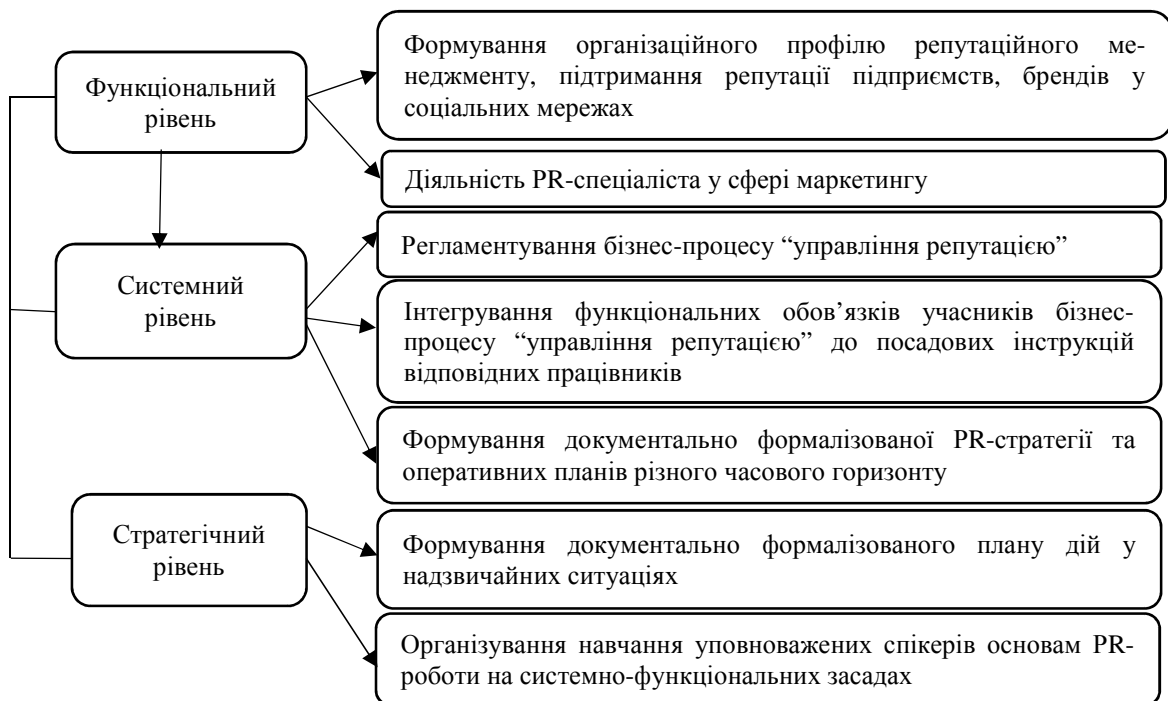 Функціональний
рівень
Формування організаційного профілю репутаційного ме-
неджменту, підтримання репутації підприємств, брендів у
соціальних мережах
Діяльність PR-спеціаліста у сфері маркетингу
Системний
рівень
Регламентування бізнес-процесу “управління репутацією”
Інтегрування функціональних обов’язків учасників бізнес-
процесу “управління репутацією” до посадових інструкцій
відповідних працівників
Формування документально формалізованої PR-стратегії та
оперативних планів різного часового горизонту
Стратегічний
рівень
Формування документально формалізованого плану дій у
надзвичайних ситуаціях
Організування навчання уповноважених спікерів основам PR-
роботи на системно-функціональних засадах